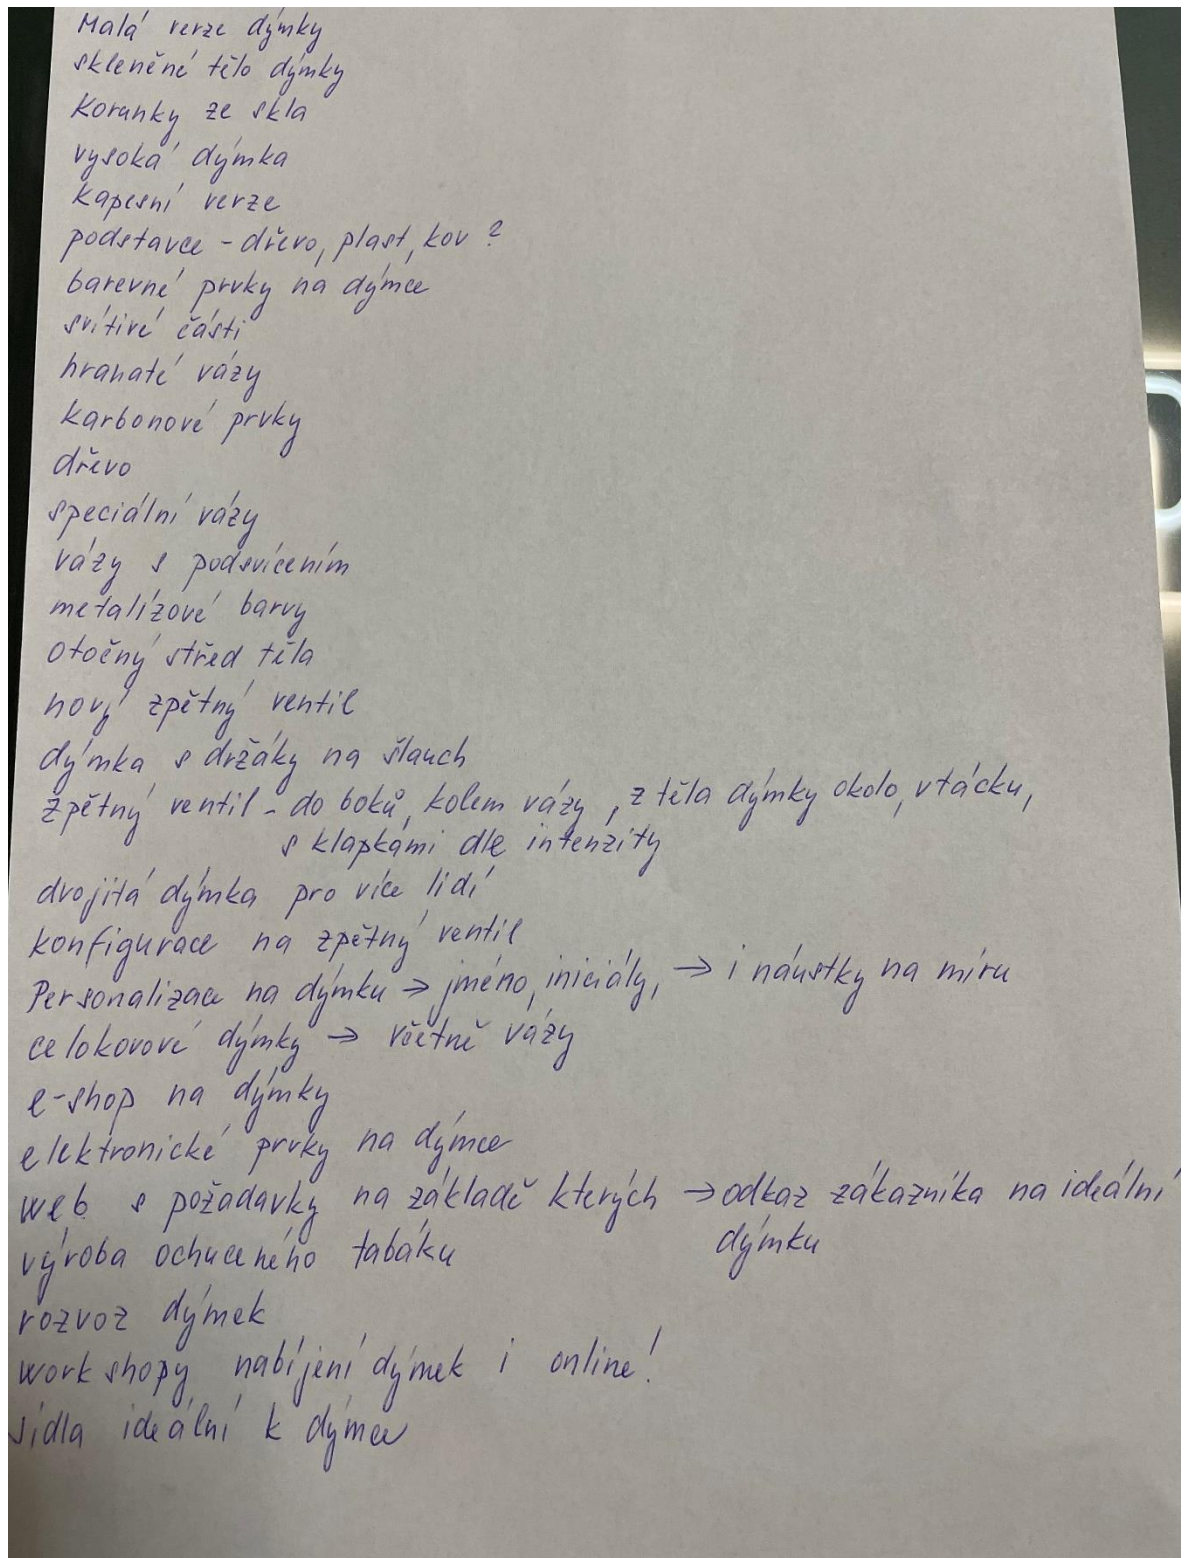 Malá verze dýmky
skleněné tělo dýmky
Korunky ze skla
vysoká dýmka
kapesní verze
podstavce - dřevo, plast, kov ?
barevné prvky na dýmce
svítivé části
hranaté vázy
karbonové prvky
dřevo
speciální vázy
vázy s podsvícením
metalízové barvy
otočný střed těla
nový zpětný ventil
dýmka s držáky na šlauch
zpětný ventil - do boků, kolem vázy, z těla dýmky okolo, v tácku,
s klapkami dle intenzity
dvojitá dýmka pro více lidí
konfigurace na zpětný ventil
Personalizace na dýmku → jméno, iniciály, → i náustky na míru
celokovové dýmky → včetně vázy
e-shop na dýmky
elektronické prvky na dýmce
web s požadavky na základě kterých → odkaz zákazníka na ideální
dýmku
výroba ochuceného tabáku
rozvoz dýmek
workshopy nabíjení dýmek i online!
sídla ideální k dýmce